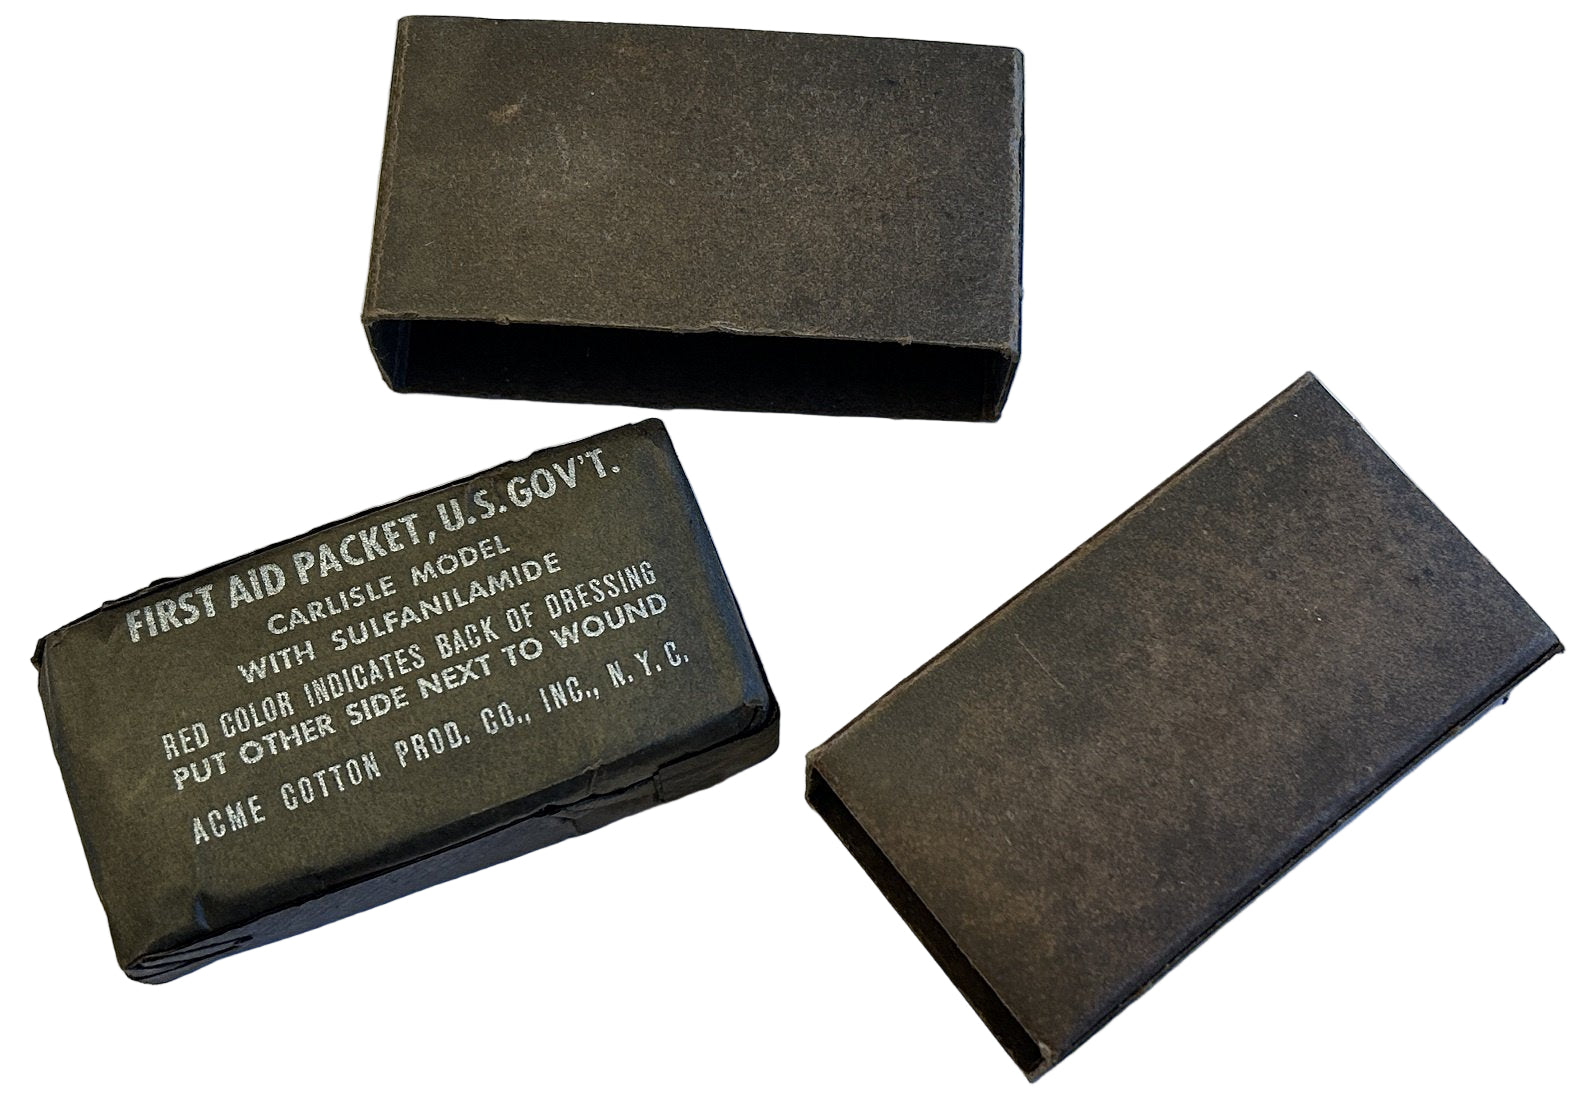 FIRST AID PACKET, U.S. GOV'T.
CARLISLE MODEL
WITH SULFANILAMIDE
RED COLOR INDICATES BACK OF DRESSING
PUT OTHER SIDE NEXT TO WOUND
ACME COTTON PROD. CO., INC., N.Y.C.